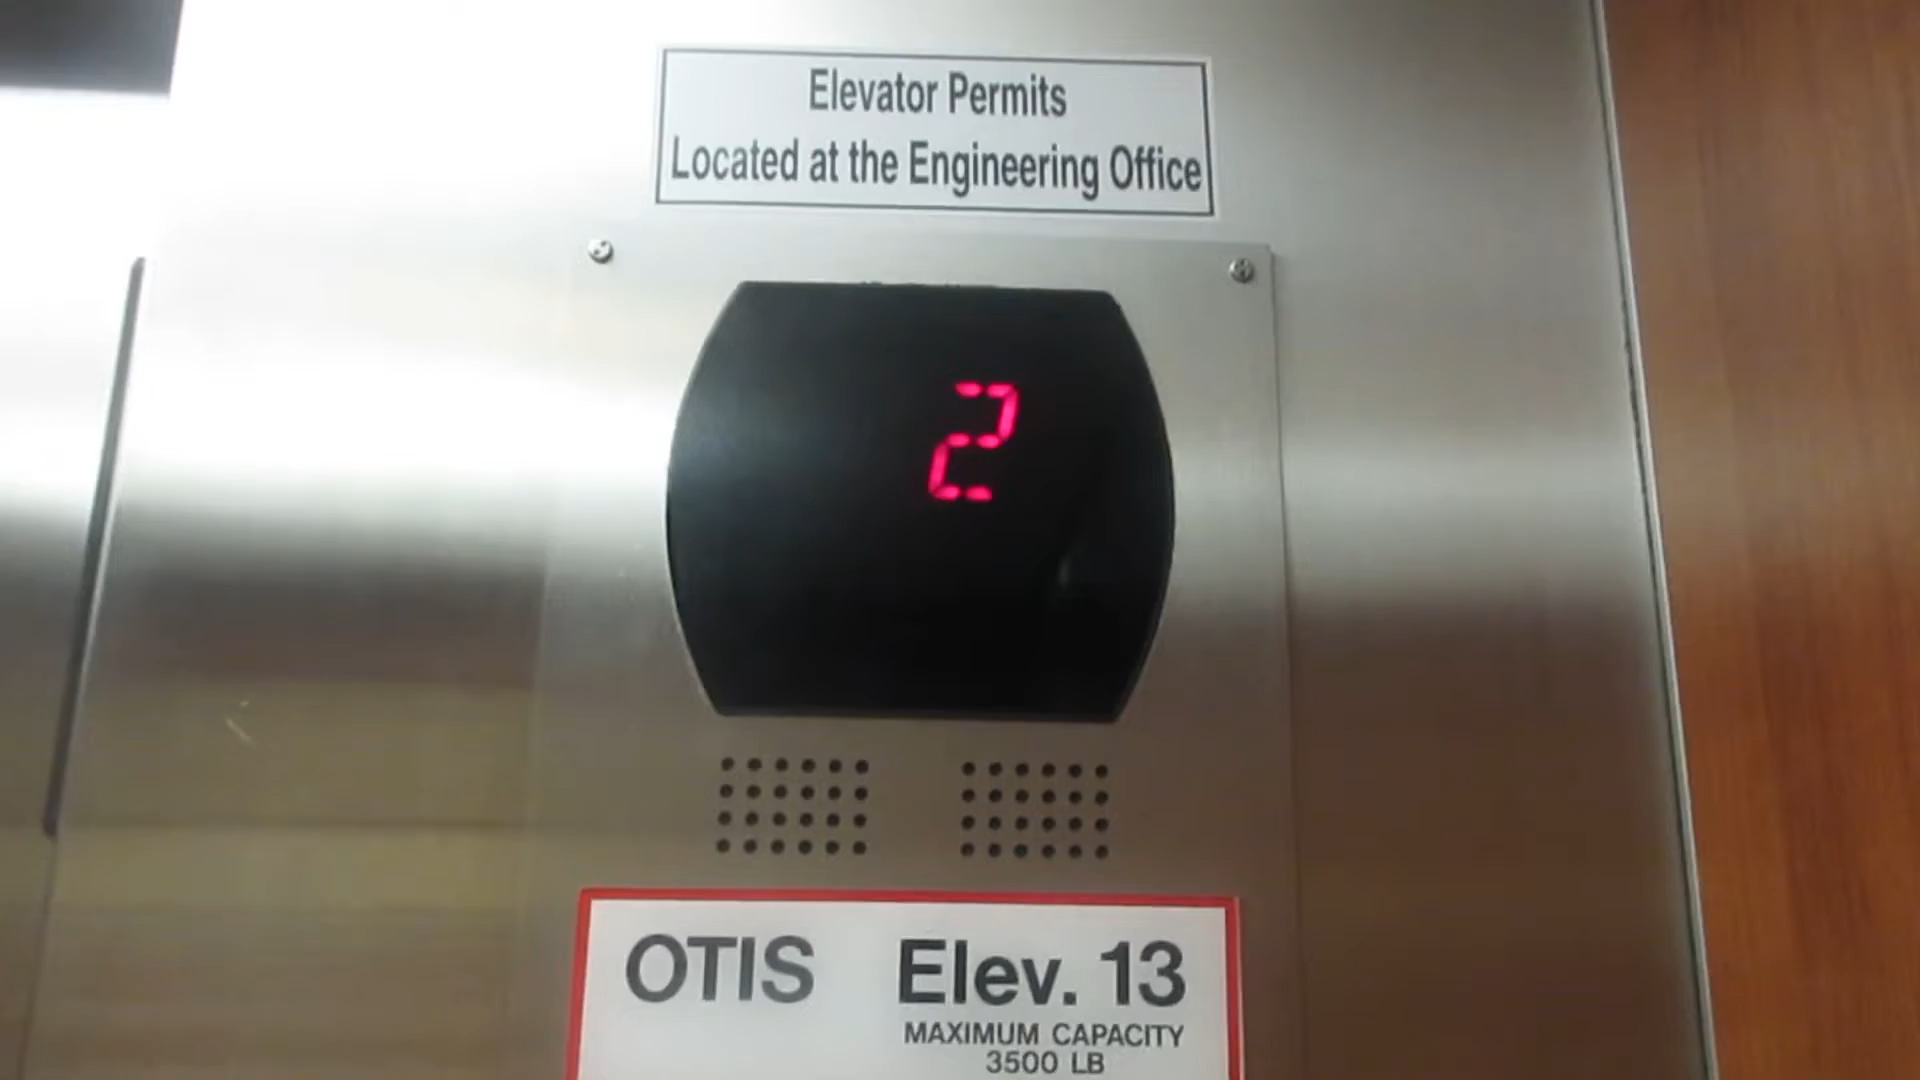 Elevator Permits
Located at the Engineering Office
2
OTIS Elev. 13
MAXIMUM CAPACITY
3500 LB